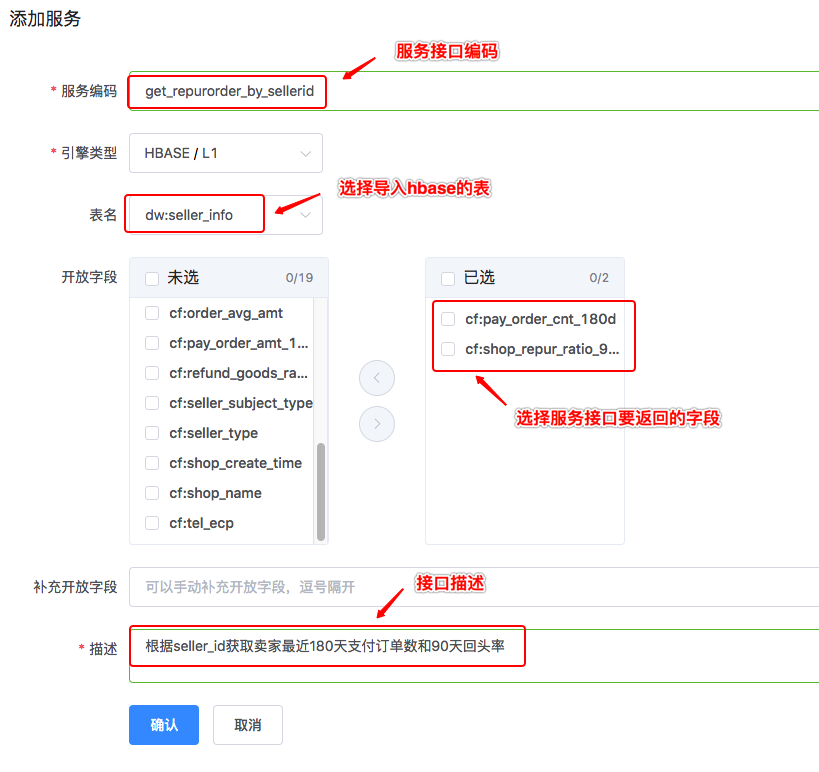 添加服务
服务接口编码
* 服务编码 get_repurorder_by_sellerid
* 引擎类型 HBASE / L1
选择导入hbase的表
表名 dw:seller_info
开放字段 未选 0/19 已选 0/2
cf:order_avg_amt cf:pay_order_cnt_180d
cf:pay_order_amt_1... cf:shop_repur_ratio_9...
cf:refund_goods_ra...
cf:seller_subject_type
选择服务接口要返回的字段
cf:seller_type
cf:shop_create_time
cf:shop_name
cf:tel_ecp
接口描述
补充开放字段 可以手动补充开放字段，逗号隔开
* 描述 根据seller_id获取卖家最近180天支付订单数和90天回头率
确认 取消